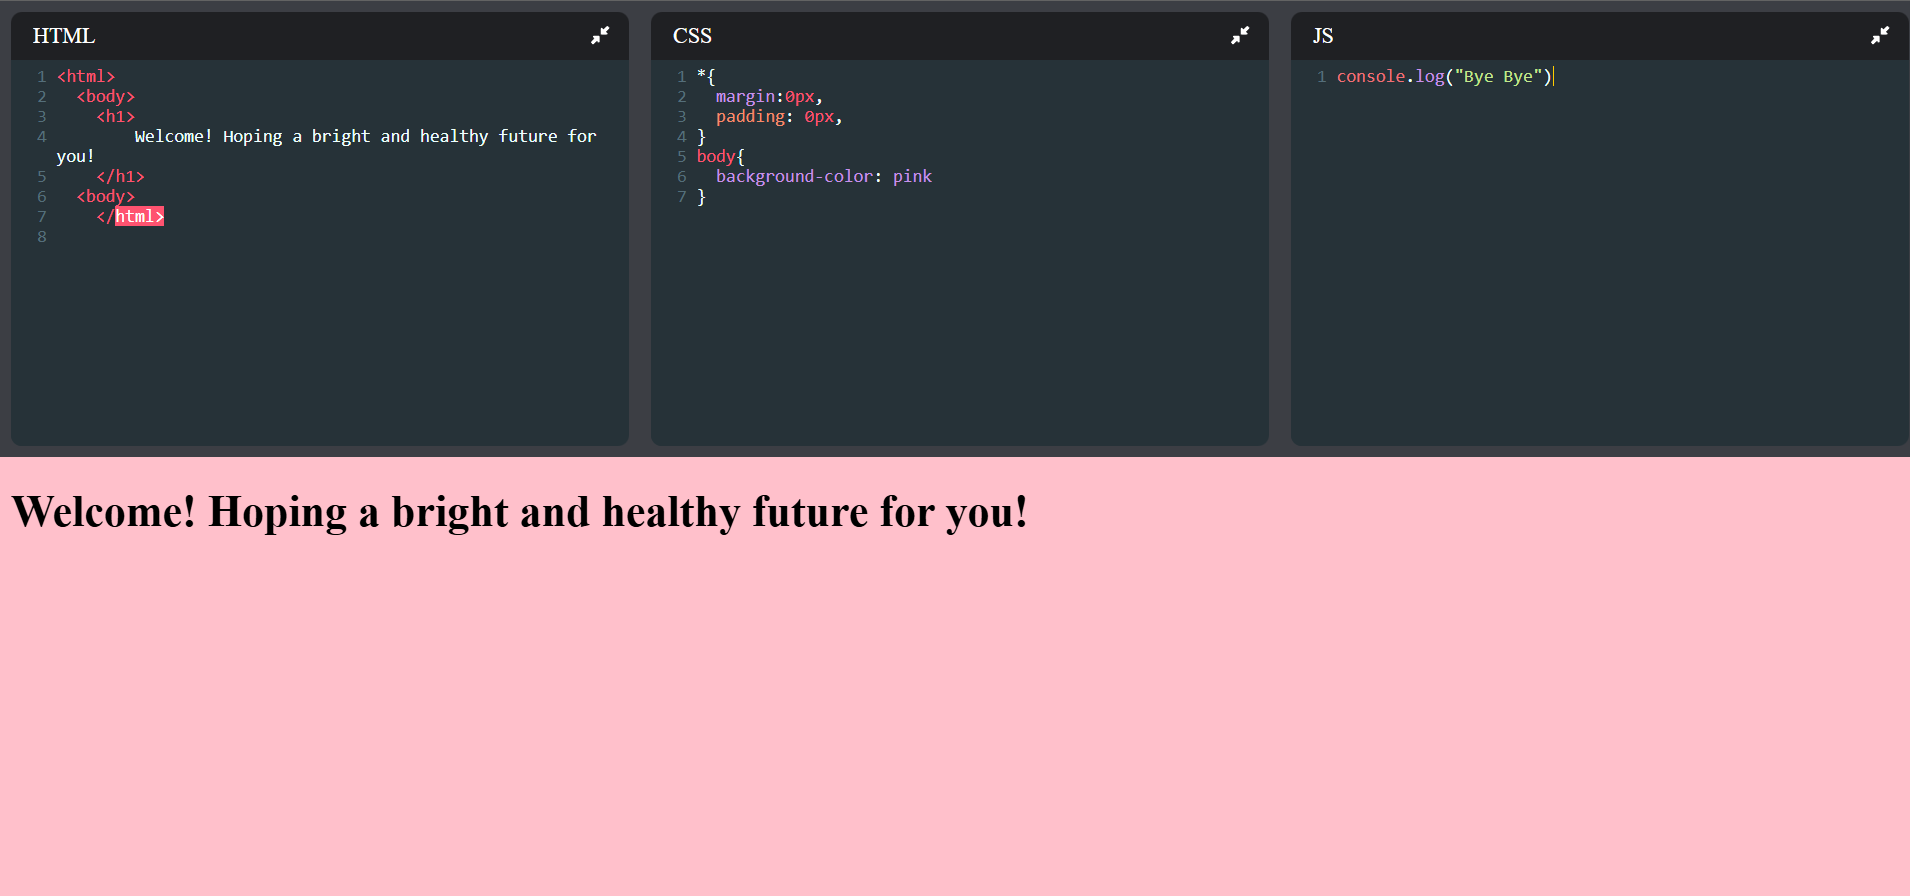 HTML
1 <html>
2   <body>
3     <h1>
4         Welcome! Hoping a bright and healthy future for
you!
5     </h1>
6   <body>
7     </html>
8
CSS
1 *{
2   margin:0px,
3   padding: 0px,
4 }
5 body{
6   background-color: pink
7 }
JS
1 console.log("Bye Bye")
Welcome! Hoping a bright and healthy future for you!